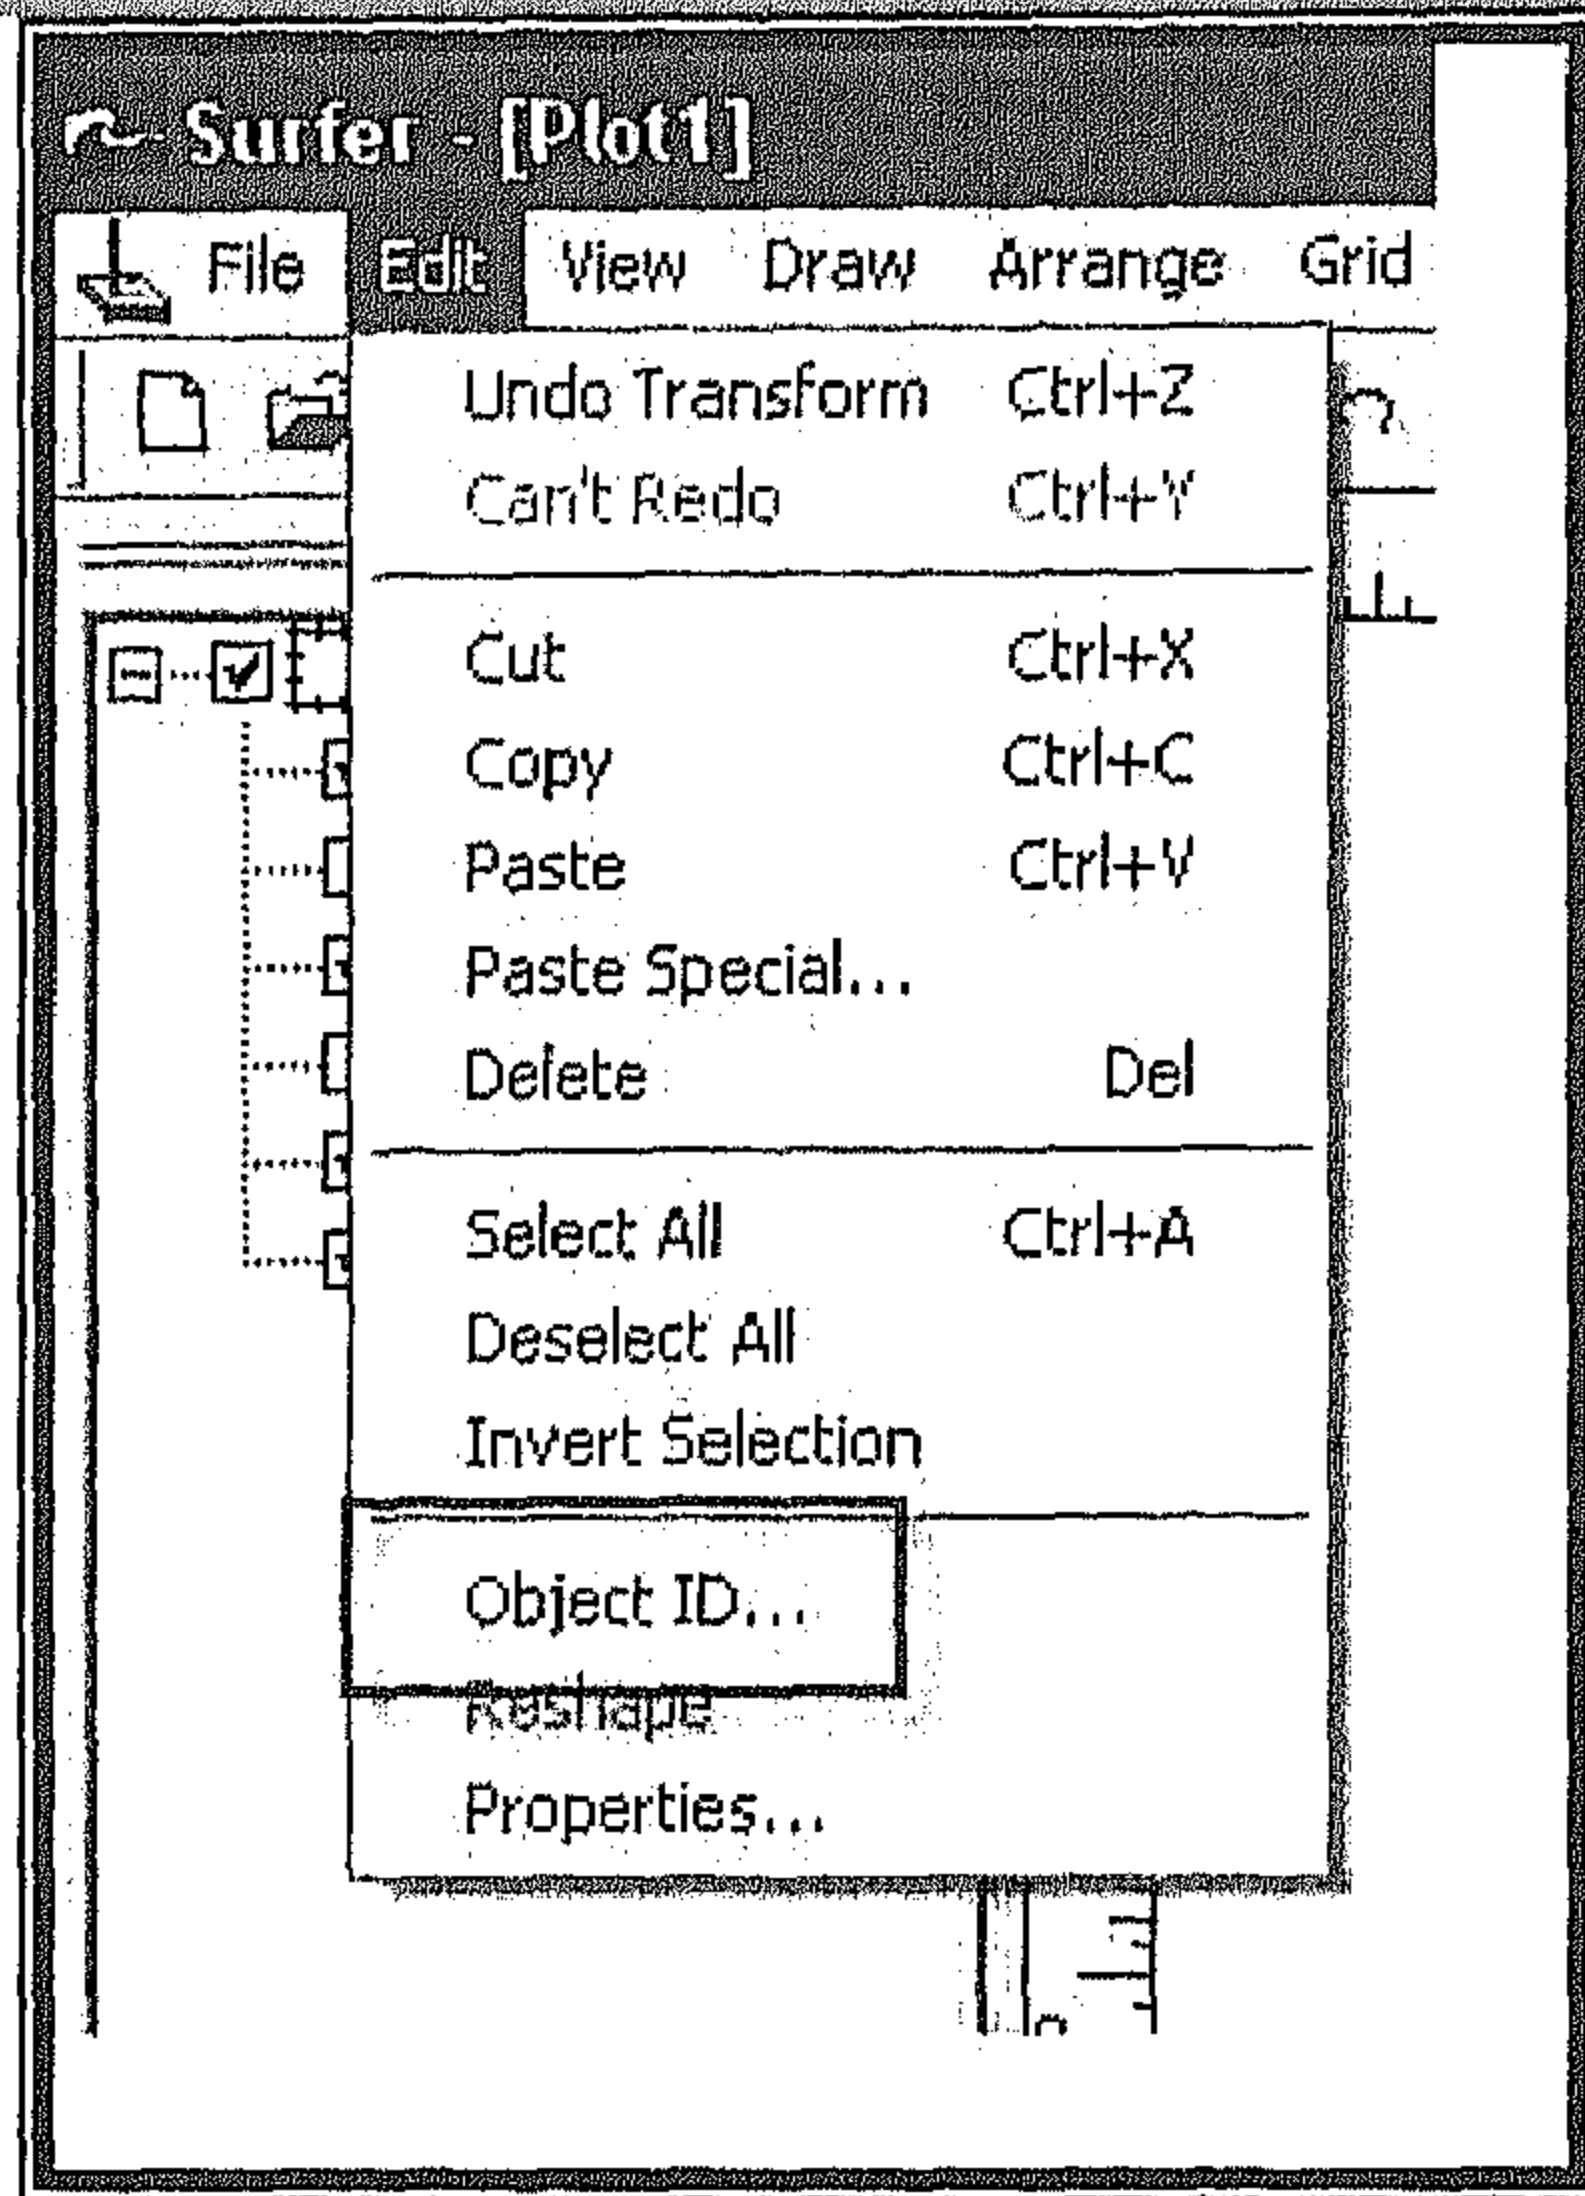 Surfer - [Plot1]
File Edit View Draw Arrange Grid
Undo Transform Ctrl+Z
Can't Redo Ctrl+Y
Cut Ctrl+X
Copy Ctrl+C
Paste Ctrl+V
Paste Special...
Delete Del
Select All Ctrl+A
Deselect All
Invert Selection
Object ID...
Reshape
Properties...